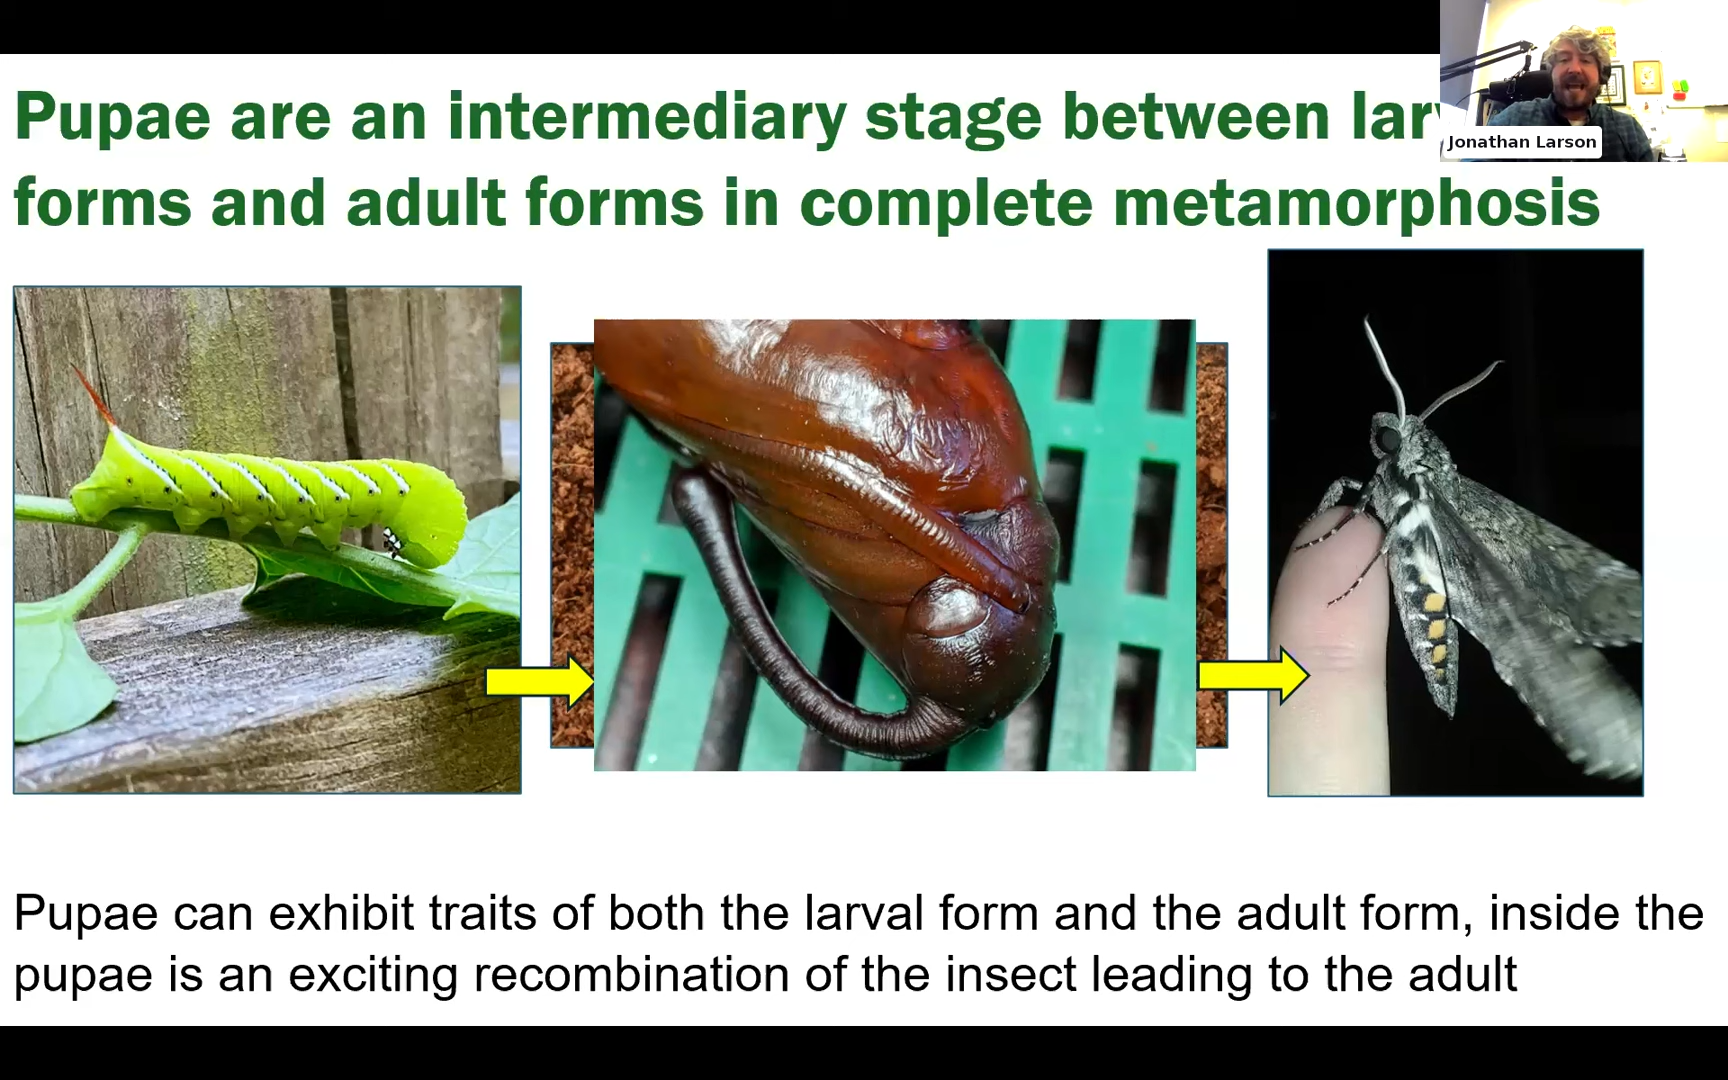 Pupae are an intermediary stage between
forms and adult forms in complete metamorphosis
Jonathan Larson
Pupae can exhibit traits of both the larval form and the adult form, inside the
pupae is an exciting recombination of the insect leading to the adult